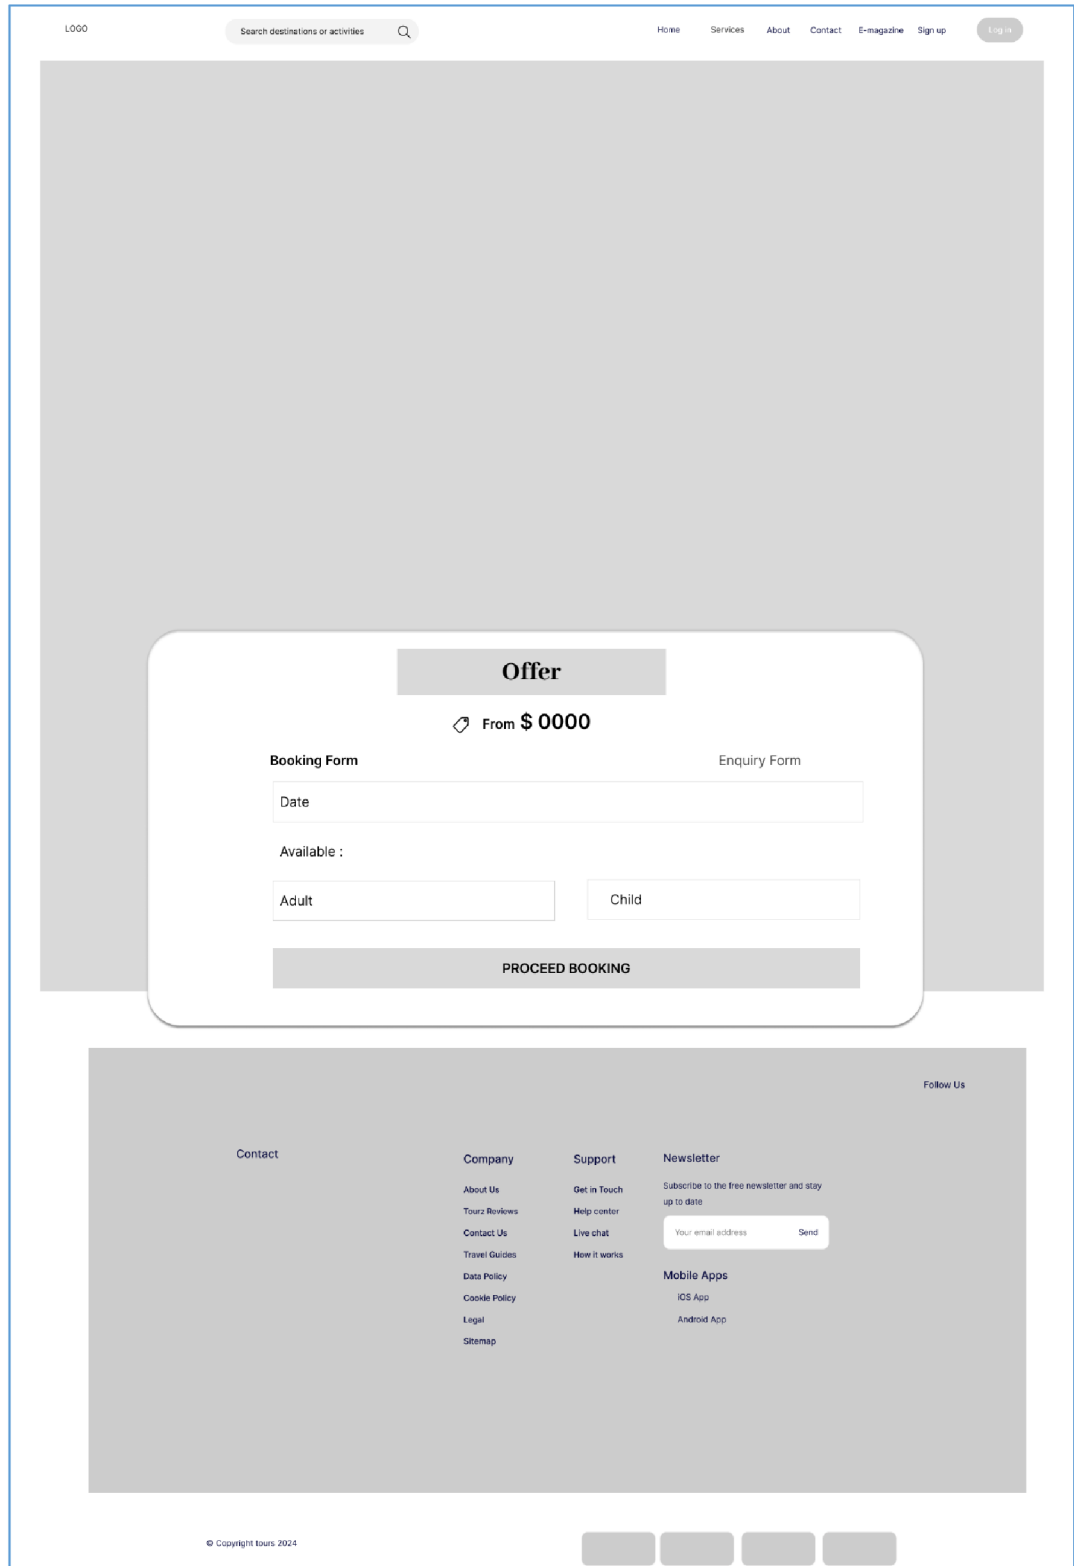 LOGO
Search destinations or activities
Home
Services
About
Contact
E-magazine
Sign up
Log in
Offer
From $ 0000
Booking Form
Enquiry Form
Date
Available :
Adult
Child
PROCEED BOOKING
Follow Us
Contact
Company
About Us
Tourz Reviews
Contact Us
Travel Guides
Data Policy
Cookie Policy
Legal
Sitemap
Support
Get in Touch
Help center
Live chat
How it works
Newsletter
Subscribe to the free newsletter and stay
up to date
Your email address
Send
Mobile Apps
iOS App
Android App
© Copyright tours 2024